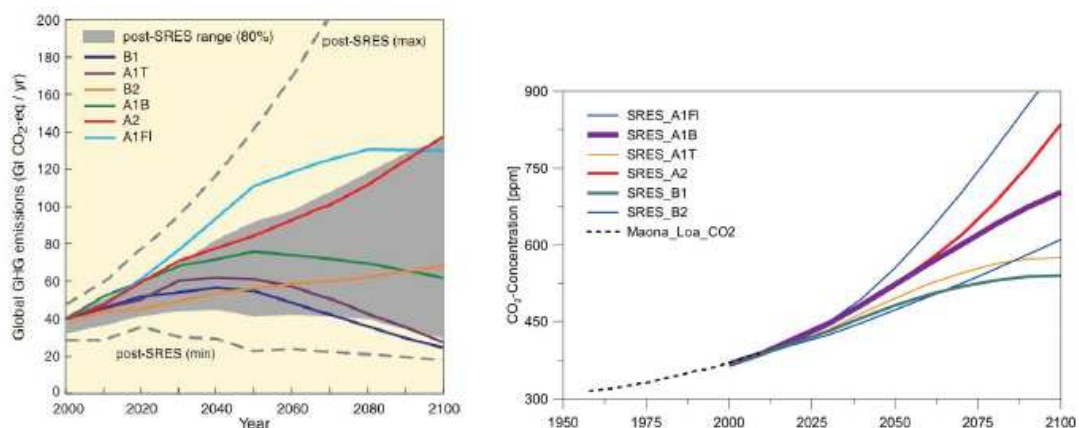 200
180
160
140
120
100
80
60
40
20
0
Global GHG emissions (Gt CO₂-eq / yr)
post-SRES range (80%)
B1
A1T
B2
A1B
A2
A1FI
post-SRES (max)
post-SRES (min)
2000 2020 2040 2060 2080 2100
Year
900
750
600
450
300
CO₂-Concentration [ppm]
SRES_A1FI
SRES_A1B
SRES_A1T
SRES_A2
SRES_B1
SRES_B2
Maona_Loa_CO2
1950 1975 2000 2025 2050 2075 2100